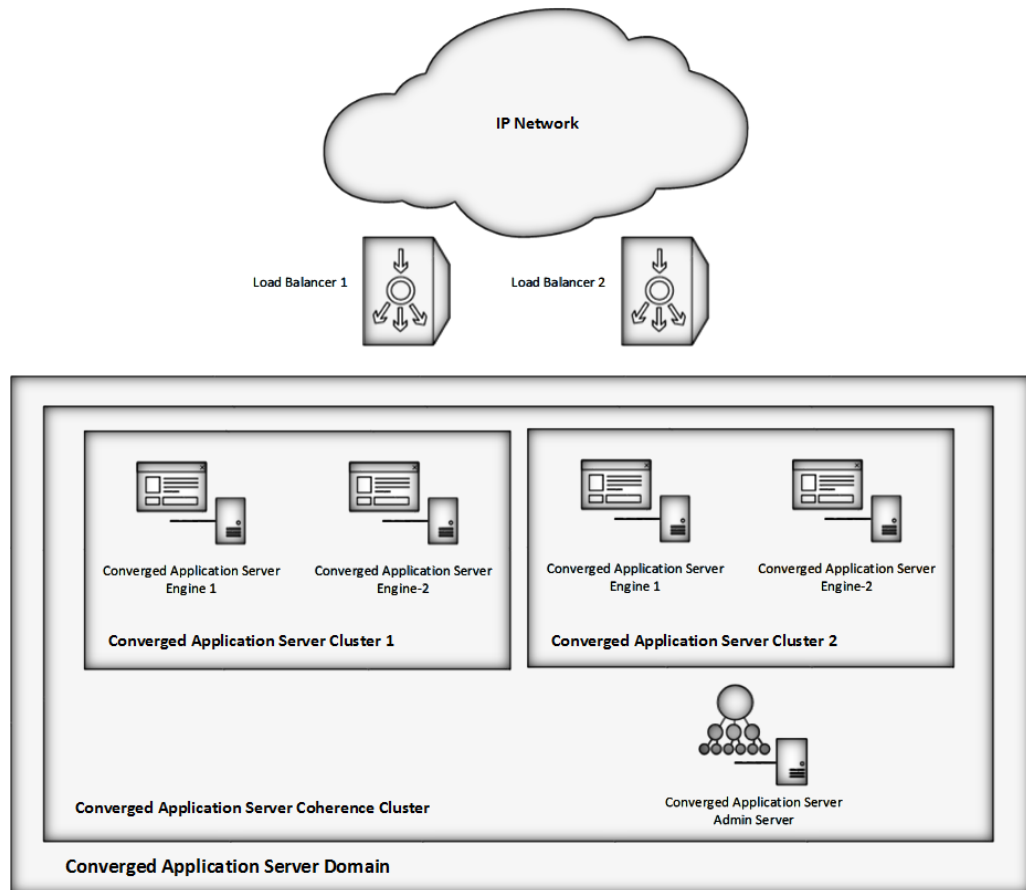 IP Network
Load Balancer 1
Load Balancer 2
Converged Application Server
Engine 1
Converged Application Server
Engine-2
Converged Application Server Cluster 1
Converged Application Server
Engine 1
Converged Application Server
Engine-2
Converged Application Server Cluster 2
Converged Application Server
Admin Server
Converged Application Server Coherence Cluster
Converged Application Server Domain